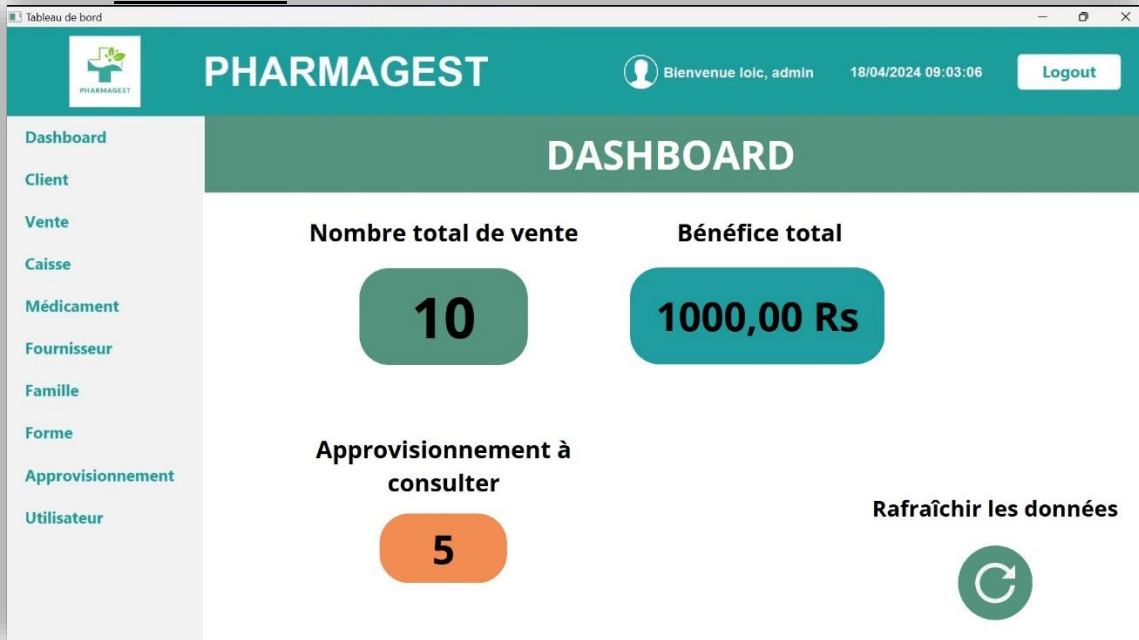 Tableau de bord
PHARMAGEST
PHARMAGEST
Bienvenue loic, admin
18/04/2024 09:03:06
Logout
Dashboard
Client
Vente
Caisse
Médicament
Fournisseur
Famille
Forme
Approvisionnement
Utilisateur
DASHBOARD
Nombre total de vente
10
Bénéfice total
1000,00 Rs
Approvisionnement à
consulter
5
Rafraîchir les données